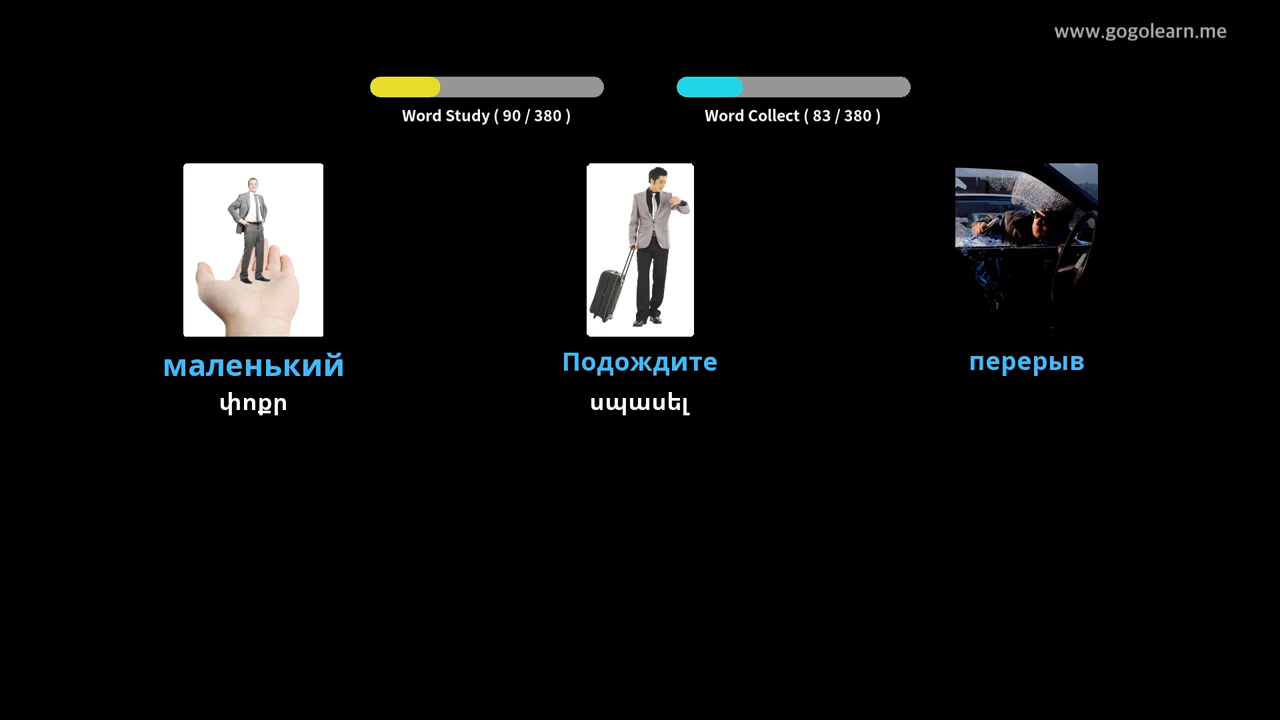 www.gogolearn.me
Word Study ( 90 / 380 )
Word Collect ( 83 / 380 )
маленький
Подождите
перерыв
փոքր
սպասել